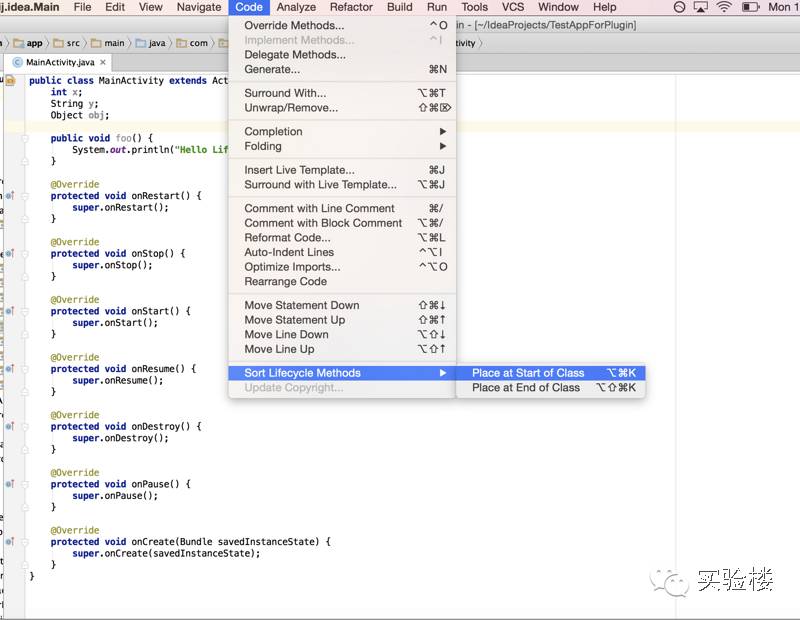 ij.idea.Main File Edit View Navigate Code Analyze Refactor Build Run Tools VCS Window Help Mon 1
in - [~/IdeaProjects/TestAppForPlugin]
app src main java com tivity
MainActivity.java ×
public class MainActivity extends Act
int x;
String y;
Object obj;
public void foo() {
System.out.println("Hello Lif
}
@Override
protected void onRestart() {
super.onRestart();
}
@Override
protected void onStop() {
super.onStop();
}
@Override
protected void onStart() {
super.onStart();
}
@Override
protected void onResume() {
super.onResume();
}
@Override
protected void onDestroy() {
super.onDestroy();
}
@Override
protected void onPause() {
super.onPause();
}
@Override
protected void onCreate(Bundle savedInstanceState) {
super.onCreate(savedInstanceState);
}
}
Override Methods... ^O
Implement Methods... ^I
Delegate Methods...
Generate... ⌘N
Surround With... ⌥⌘T
Unwrap/Remove... ⇧⌘⌦
Completion ▶
Folding ▶
Insert Live Template... ⌘J
Surround with Live Template... ⌥⌘J
Comment with Line Comment ⌘/
Comment with Block Comment ⌥⌘/
Reformat Code... ⌥⌘L
Auto-Indent Lines ^⌥I
Optimize Imports... ^⌥O
Rearrange Code
Move Statement Down ⇧⌘↓
Move Statement Up ⇧⌘↑
Move Line Down ⌥⇧↓
Move Line Up ⌥⇧↑
Sort Lifecycle Methods ▶
Update Copyright...
Place at Start of Class ⌥⌘K
Place at End of Class ⌥⇧⌘K
实验楼